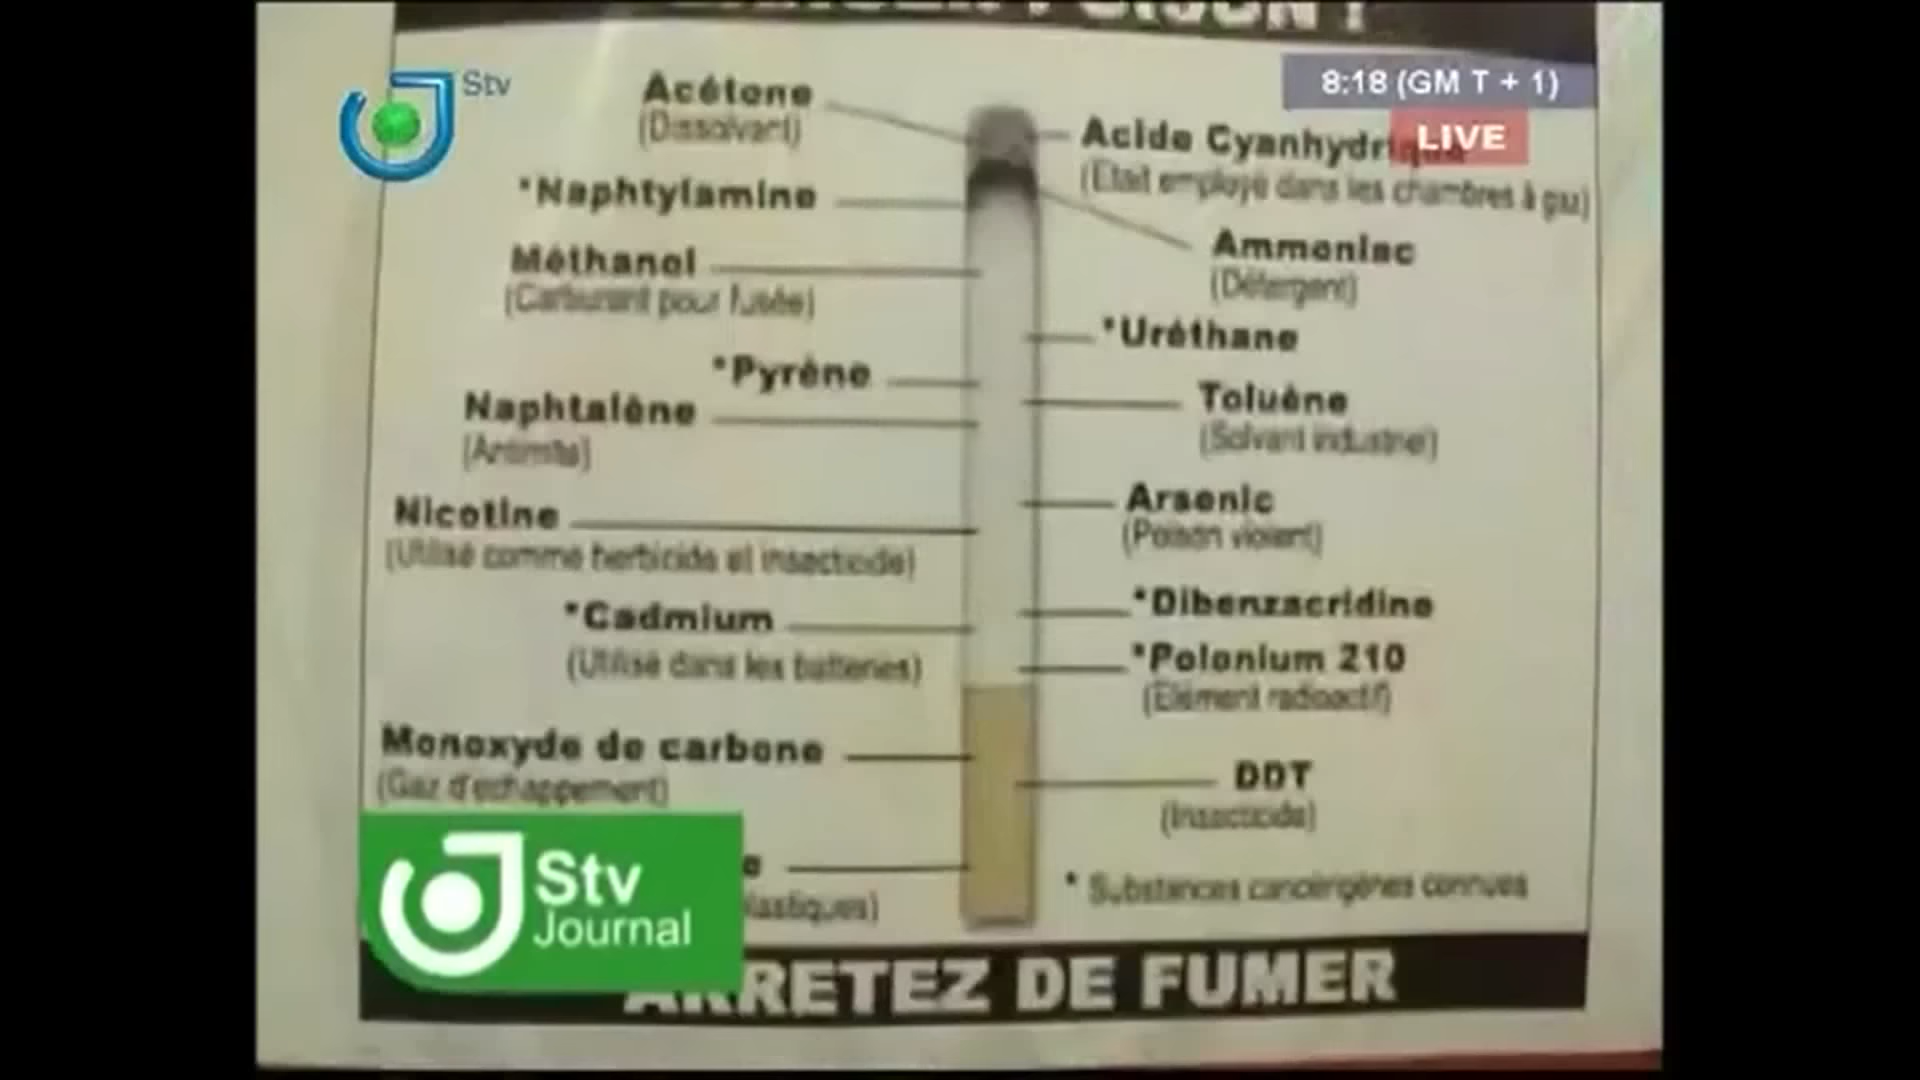 Stv
8:18 (GM T + 1)
LIVE
Acétone
(Dissolvant)
Acide Cyanhydrique
(Etait employé dans les chambres à gaz)
*Naphtylamine
Ammoniac
(Détergent)
Méthanol
(Carburant pour fusée)
*Uréthane
*Pyrène
Toluène
(Solvant industriel)
Naphtalène
(Antimite)
Arsenic
(Poison violent)
Nicotine
(Utilisé comme herbicide et insecticide)
*Dibenzacridine
*Cadmium
(Utilisé dans les batteries)
*Polonium 210
(Elément radioactif)
Monoxyde de carbone
(Gaz d'échappement)
DDT
(Insecticide)
* Substances cancérigènes connues
Stv
Journal
ARRETEZ DE FUMER